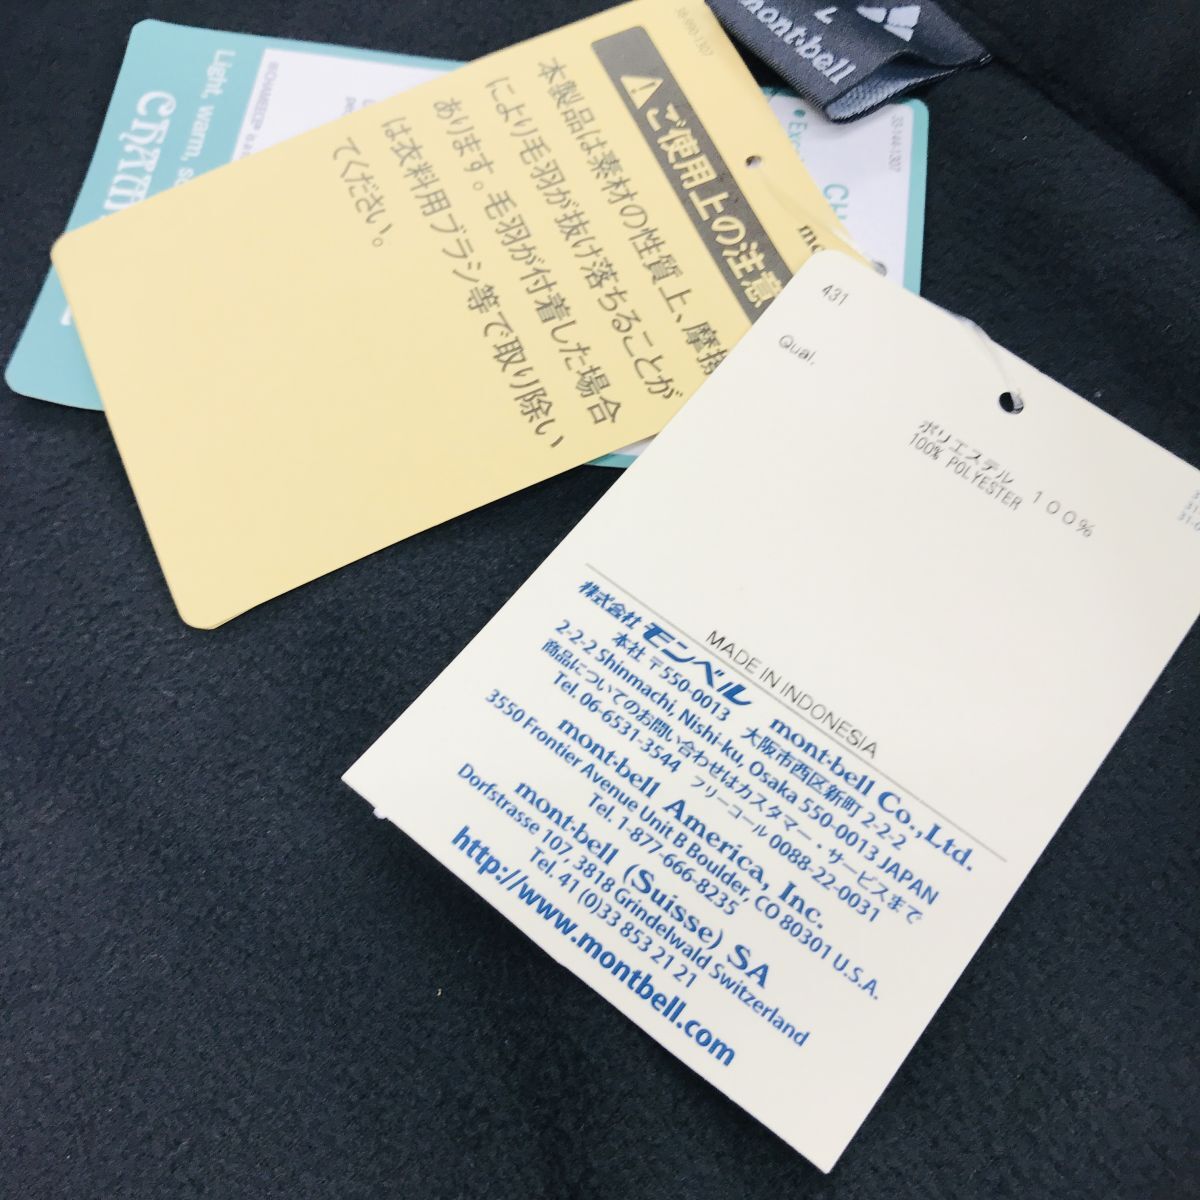 L
mont-bell
33-144-1307
Light, warm,
38-990-1307
⚠ご使用上の注意
本製品は素材の性質上、摩擦
により毛羽が抜け落ちることが
あります。毛羽が付着した場合
は衣料用ブラシ等で取り除い
てください。
431
Qual.
ポリエステル 100%
100% POLYESTER
MADE IN INDONESIA
株式会社 モンベル mont-bell Co., Ltd.
本社 〒550-0013 大阪市西区新町 2-2-2
2-2-2 Shinmachi, Nishi-ku, Osaka 550-0013 JAPAN
商品についてのお問い合わせはカスタマー・サービスまで
Tel. 06-6531-3544 フリーコール 0088-22-0031
mont-bell America, Inc.
3550 Frontier Avenue Unit B Boulder, CO 80301 U.S.A.
Tel. 1-877-666-8235
mont-bell (Suisse) SA
Dorfstrasse 107, 3818 Grindelwald Switzerland
Tel. 41 (0)33 853 21 21
http://www.montbell.com